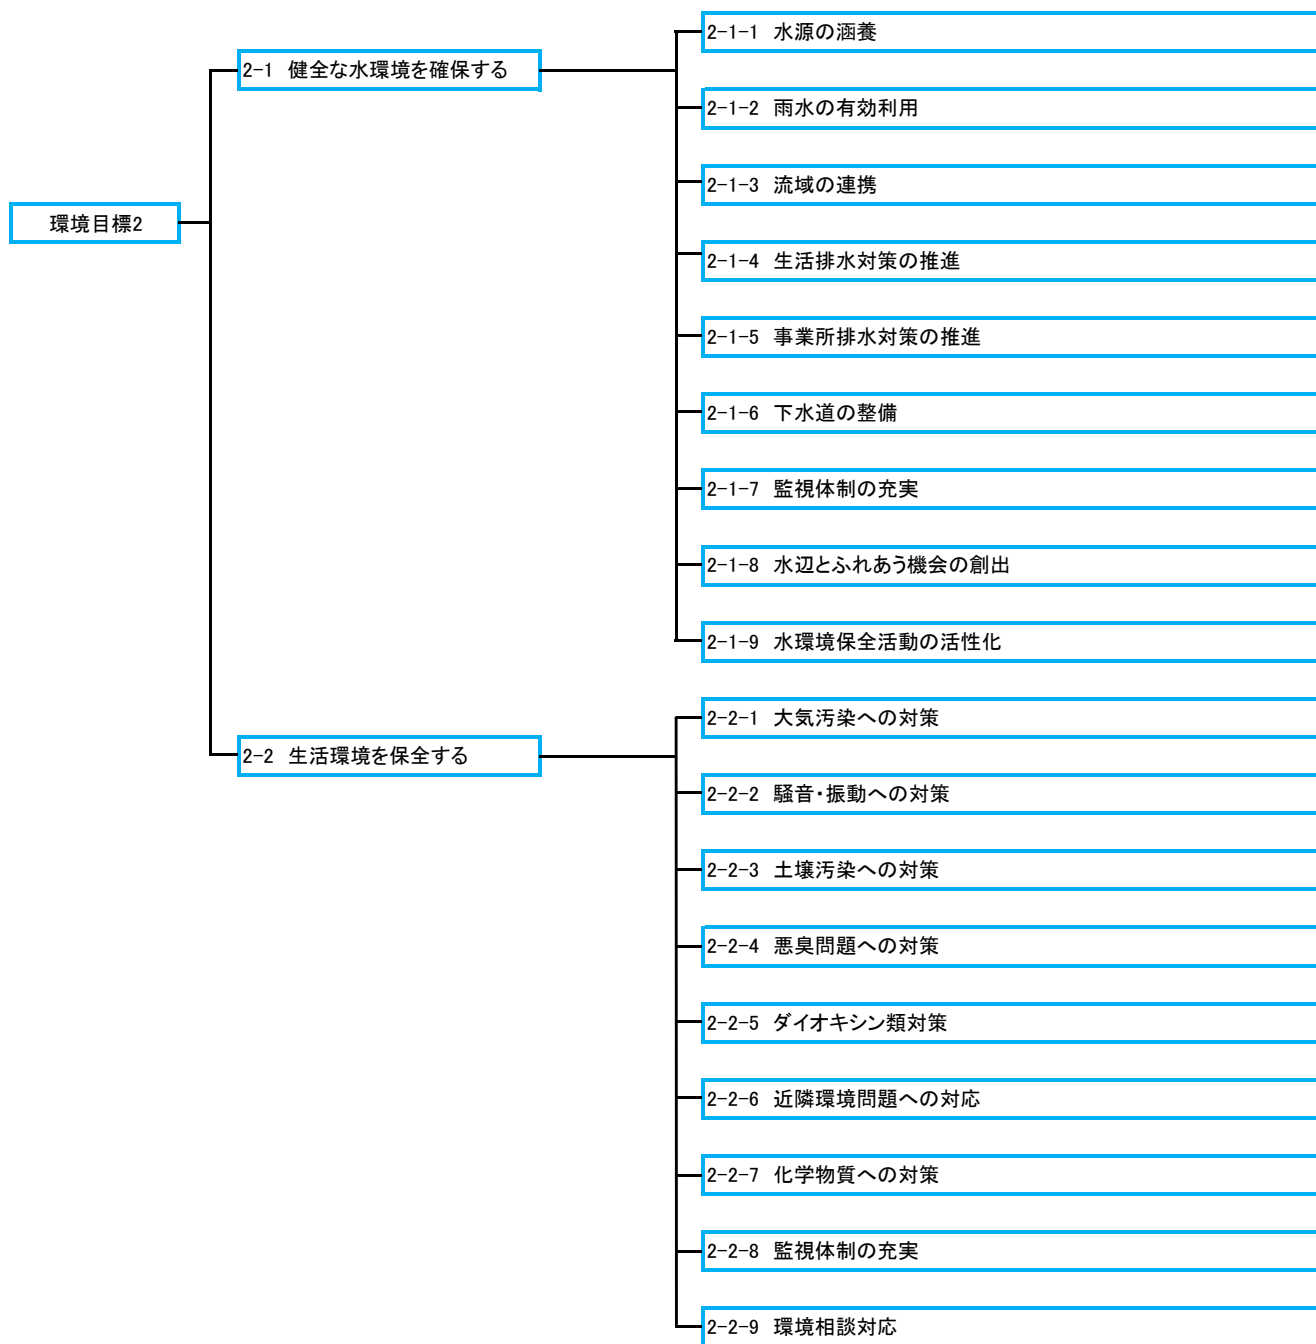 環境目標2
2-1 健全な水環境を確保する
2-1-1 水源の涵養
2-1-2 雨水の有効利用
2-1-3 流域の連携
2-1-4 生活排水対策の推進
2-1-5 事業所排水対策の推進
2-1-6 下水道の整備
2-1-7 監視体制の充実
2-1-8 水辺とふれあう機会の創出
2-1-9 水環境保全活動の活性化
2-2 生活環境を保全する
2-2-1 大気汚染への対策
2-2-2 騒音・振動への対策
2-2-3 土壌汚染への対策
2-2-4 悪臭問題への対策
2-2-5 ダイオキシン類対策
2-2-6 近隣環境問題への対応
2-2-7 化学物質への対策
2-2-8 監視体制の充実
2-2-9 環境相談対応